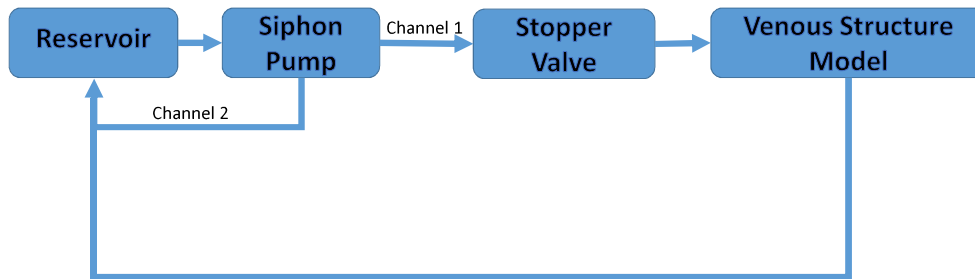 Reservoir
Siphon
Pump
Channel 1
Stopper
Valve
Venous Structure
Model
Channel 2